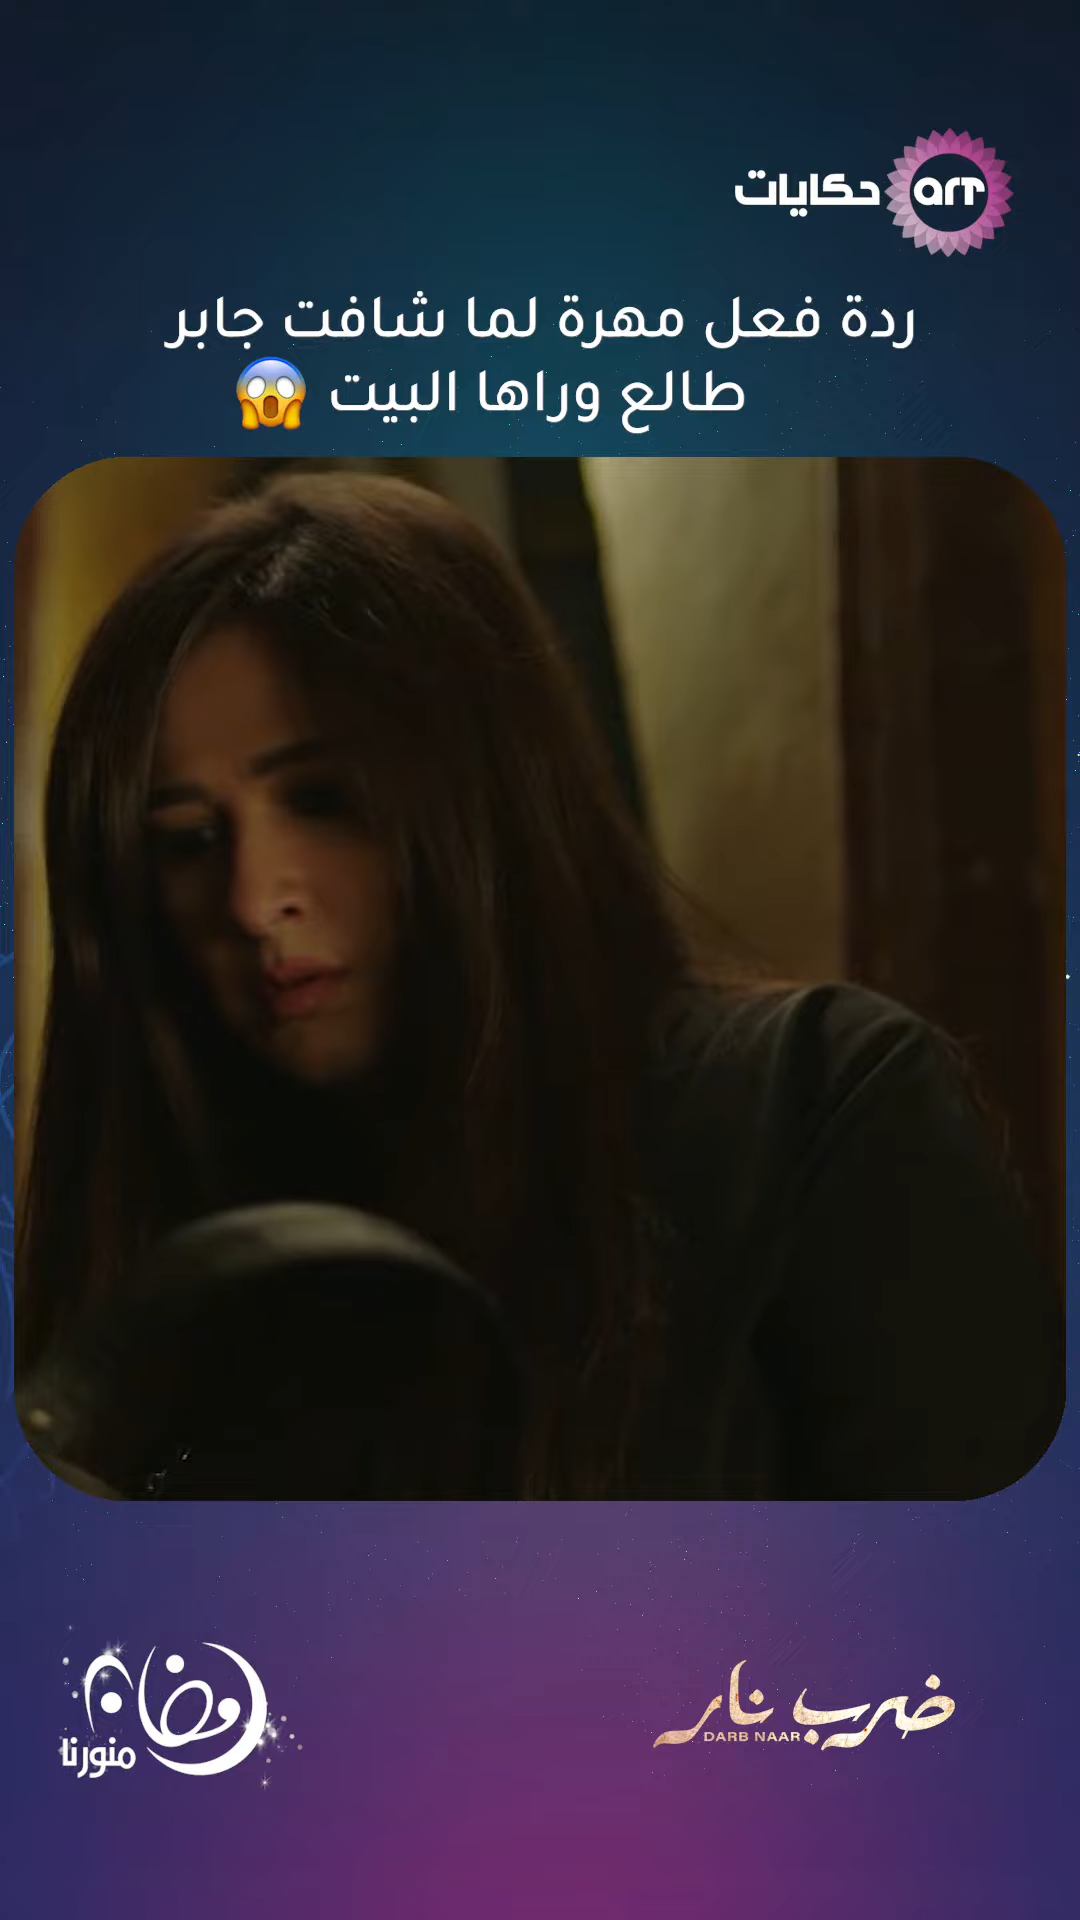 حكايات art
ردة فعل مهرة لما شافت جابر
طالع وراها البيت 😱
رمضان
منورنا
ضرب نار
DARB NAAR